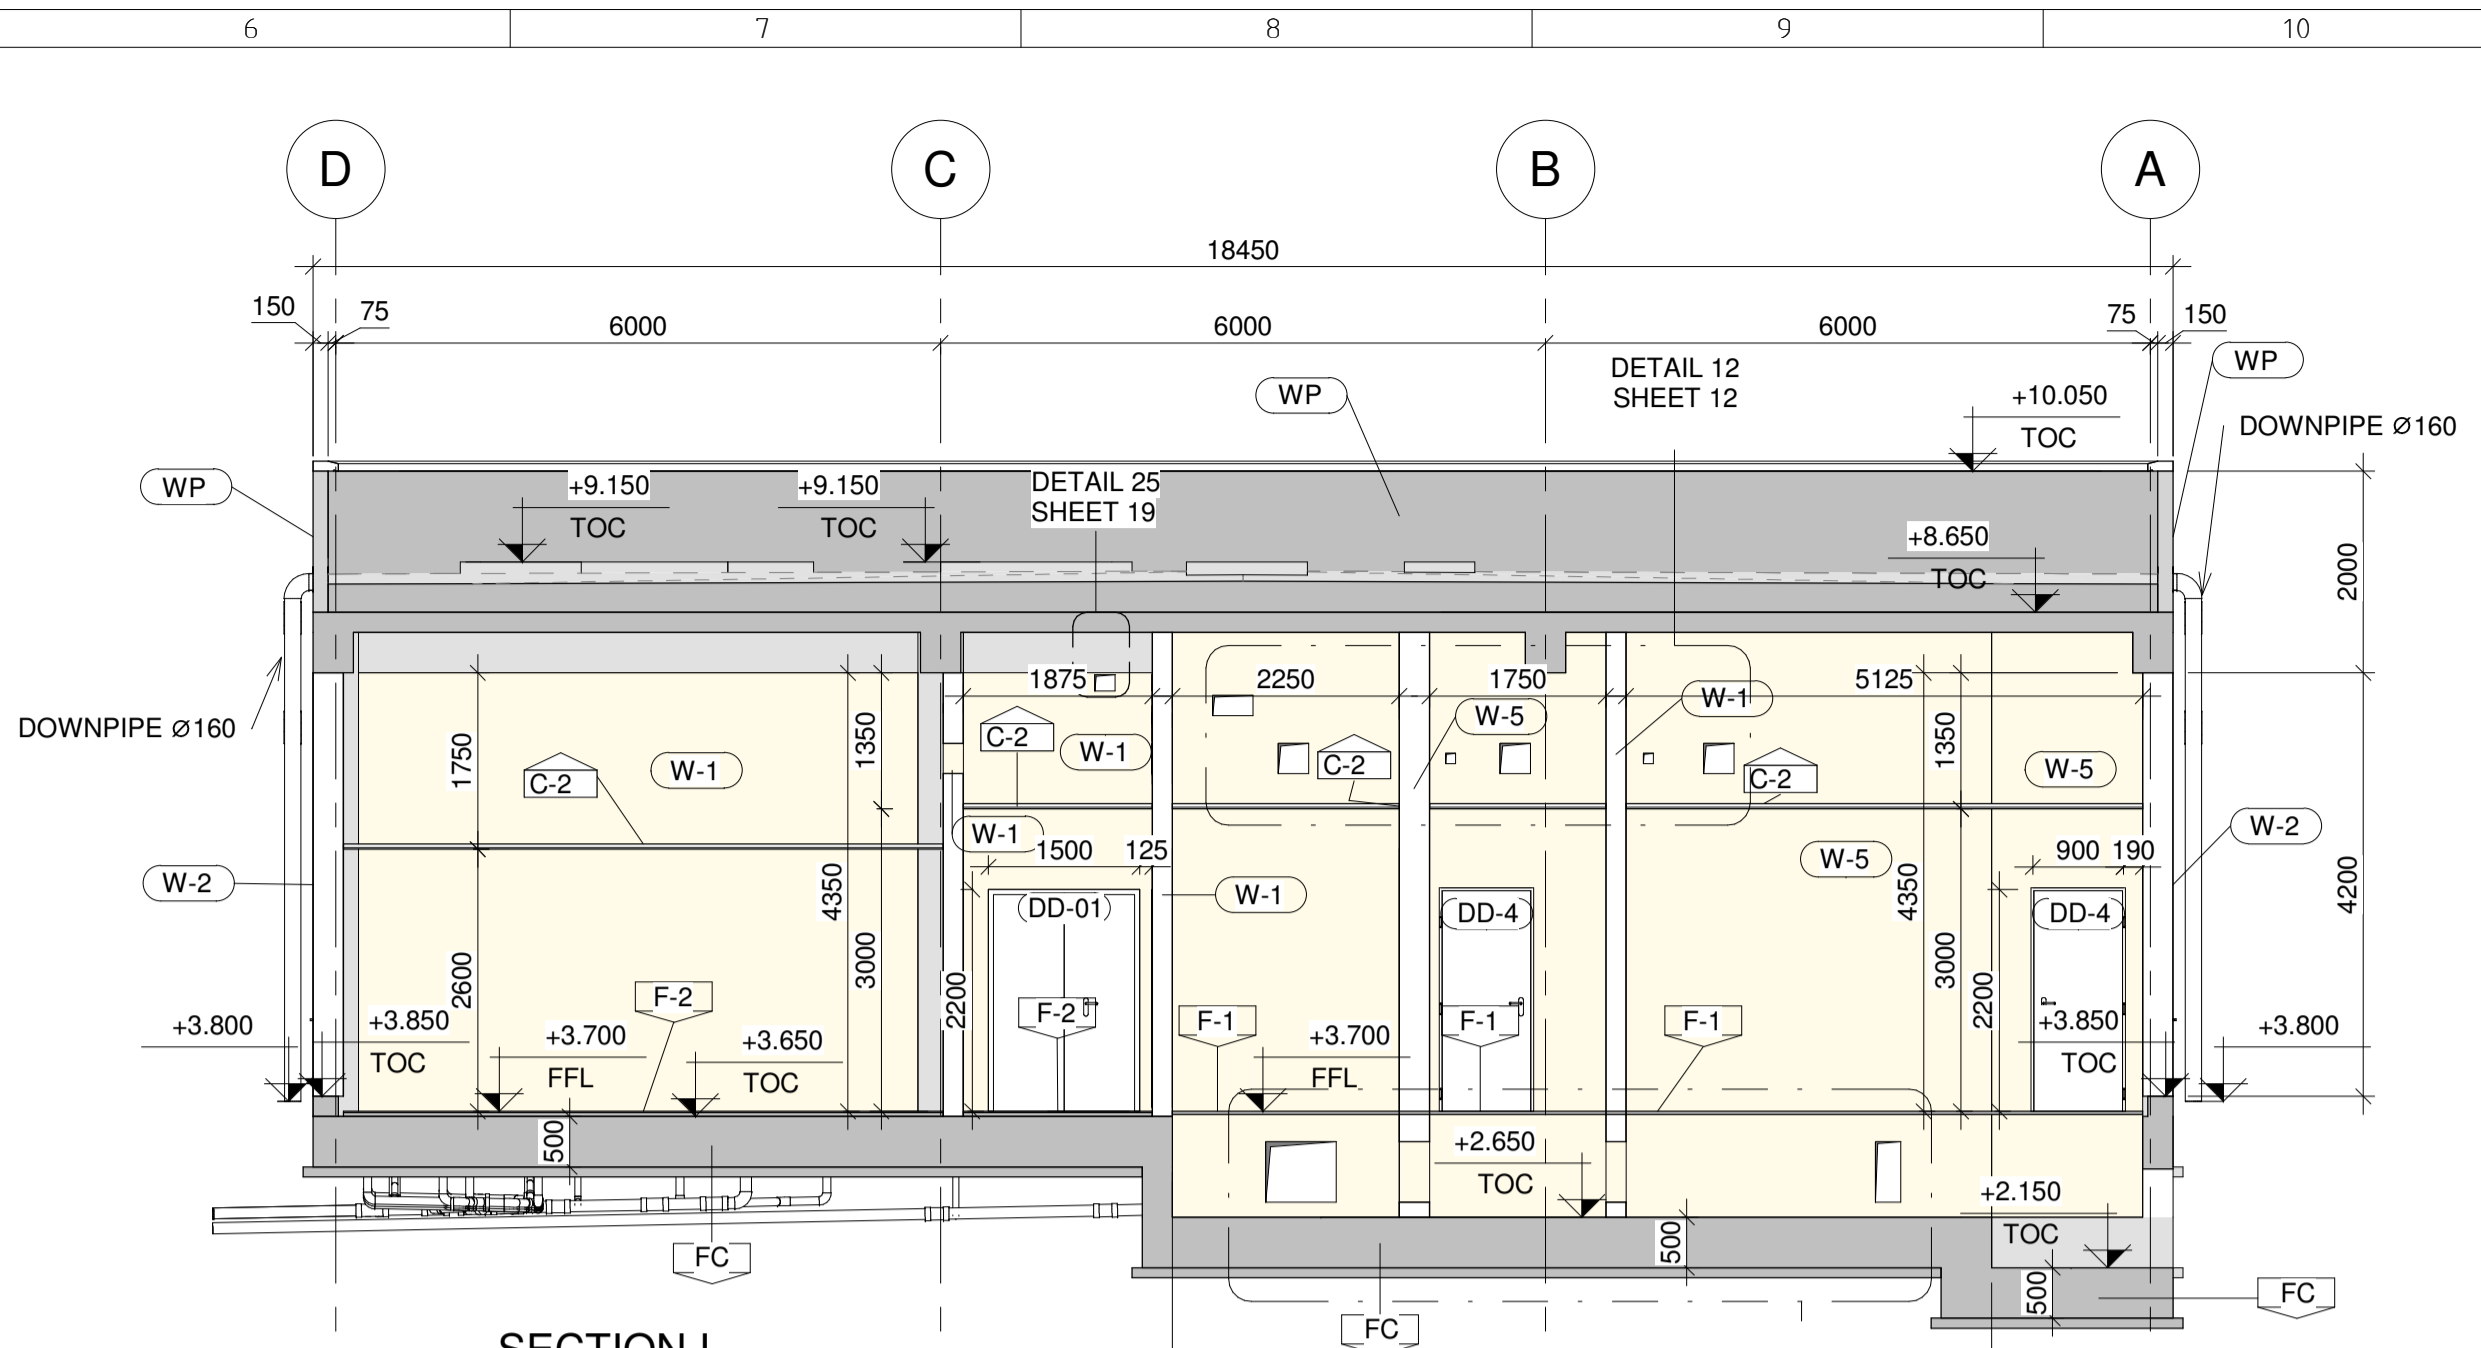 6 7 8 9 10
D C B A
18450
150 75 6000 6000 6000 75 150
DETAIL 12
SHEET 12
WP
WP
+10.050
TOC
DOWNPIPE ⌀160
WP
+9.150
TOC
+9.150
TOC
DETAIL 25
SHEET 19
+8.650
TOC
2000
1875 2250 1750 5125
W-5
W-1
DOWNPIPE ⌀160
1750
C-2
W-1
1350
C-2
W-1
C-2
1350
C-2
W-5
W-1
1500 125
W-5
900 190
W-2
W-2
4350
W-1
4350
4200
DD-01
DD-4
DD-4
2600
3000
2200
3000
2200
F-2
F-2
F-1
F-1
F-1
+3.800
+3.850
TOC
+3.700
FFL
+3.650
TOC
+3.700
FFL
+3.850
TOC
+3.800
500
+2.650
TOC
+2.150
TOC
500
500
FC
FC
FC
SECTION I